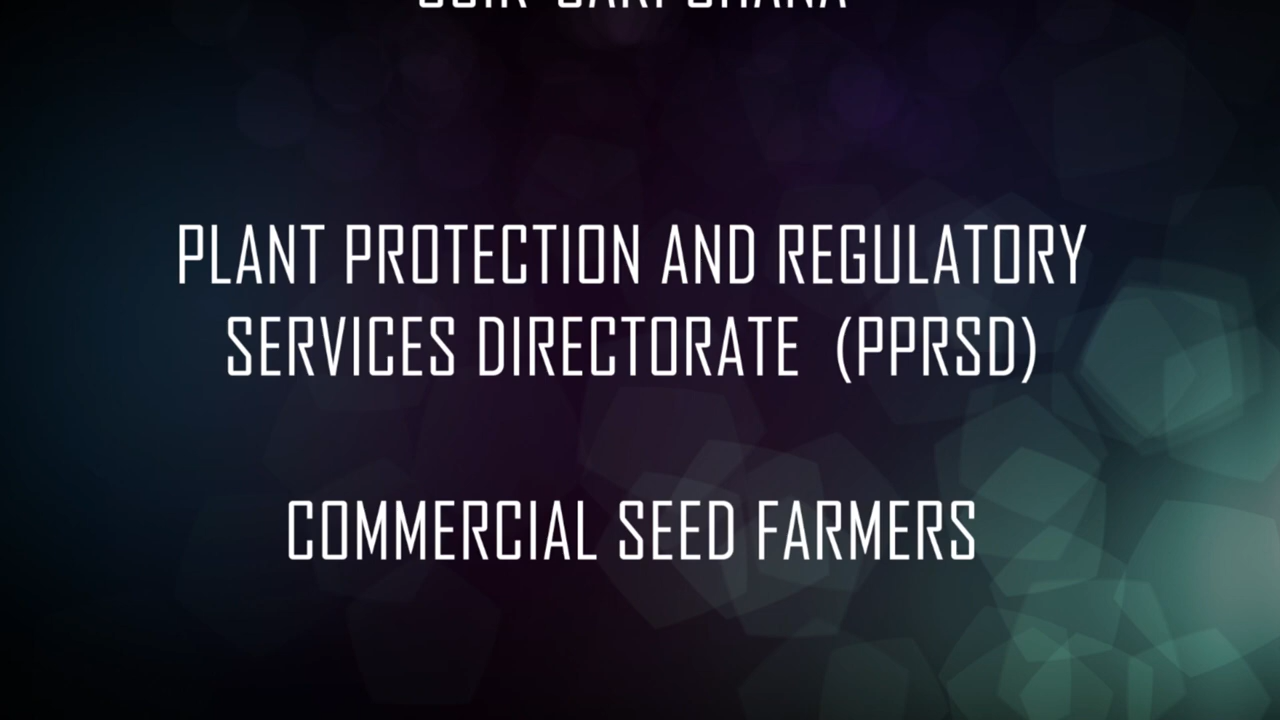 PLANT PROTECTION AND REGULATORY
SERVICES DIRECTORATE (PPRSD)
COMMERCIAL SEED FARMERS